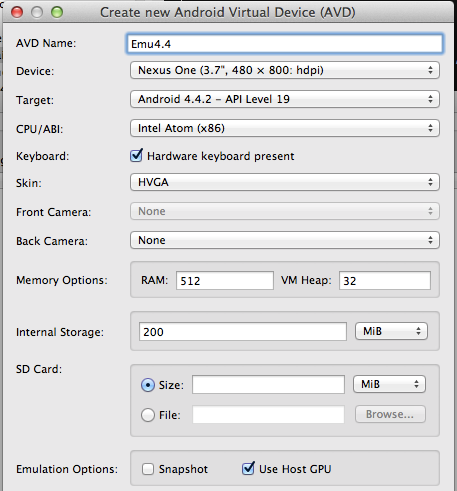 Create new Android Virtual Device (AVD)
AVD Name: Emu4.4
Device: Nexus One (3.7", 480 × 800: hdpi)
Target: Android 4.4.2 – API Level 19
CPU/ABI: Intel Atom (x86)
Keyboard: Hardware keyboard present
Skin: HVGA
Front Camera: None
Back Camera: None
Memory Options: RAM: 512 VM Heap: 32
Internal Storage: 200 MiB
SD Card:
Size: MiB
File: Browse...
Emulation Options: Snapshot Use Host GPU